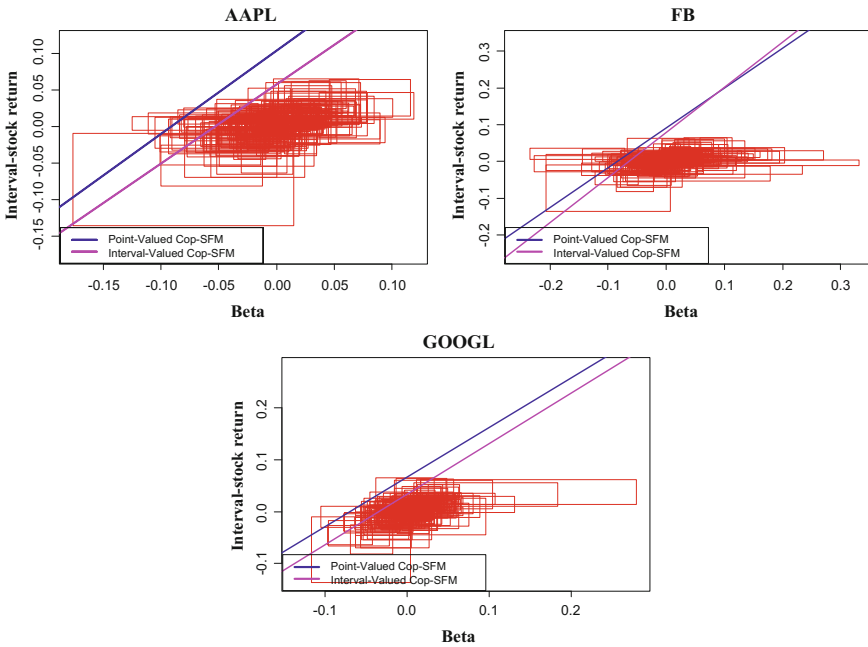 AAPL
Interval-stock return
0.10
0.05
0.00
-0.05
-0.10
-0.15
Point-Valued Cop-SFM
Interval-Valued Cop-SFM
-0.15
-0.10
-0.05
0.00
0.05
0.10
Beta
FB
Interval-stock return
0.3
0.2
0.1
0.0
-0.1
-0.2
Point-Valued Cop-SFM
Interval-Valued Cop-SFM
-0.2
-0.1
0.0
0.1
0.2
0.3
Beta
GOOGL
Interval-stock return
0.2
0.1
0.0
-0.1
Point-Valued Cop-SFM
Interval-Valued Cop-SFM
-0.1
0.0
0.1
0.2
Beta